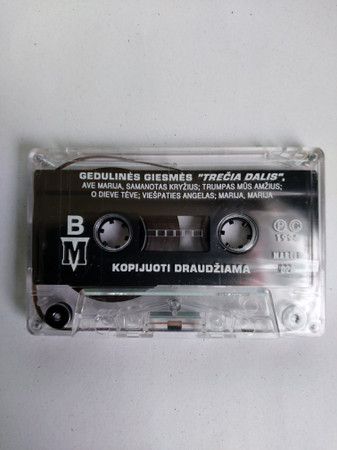 GEDULINĖS GIESMĖS "TREČIA DALIS".
AVE MARIJA, SAMANOTAS KRYŽIUS; TRUMPAS MŪS AMŽIUS;
O DIEVE TĖVE; VIEŠPATIES ANGELAS; MARIJA, MARIJA
B
M
KOPIJUOTI DRAUDŽIAMA